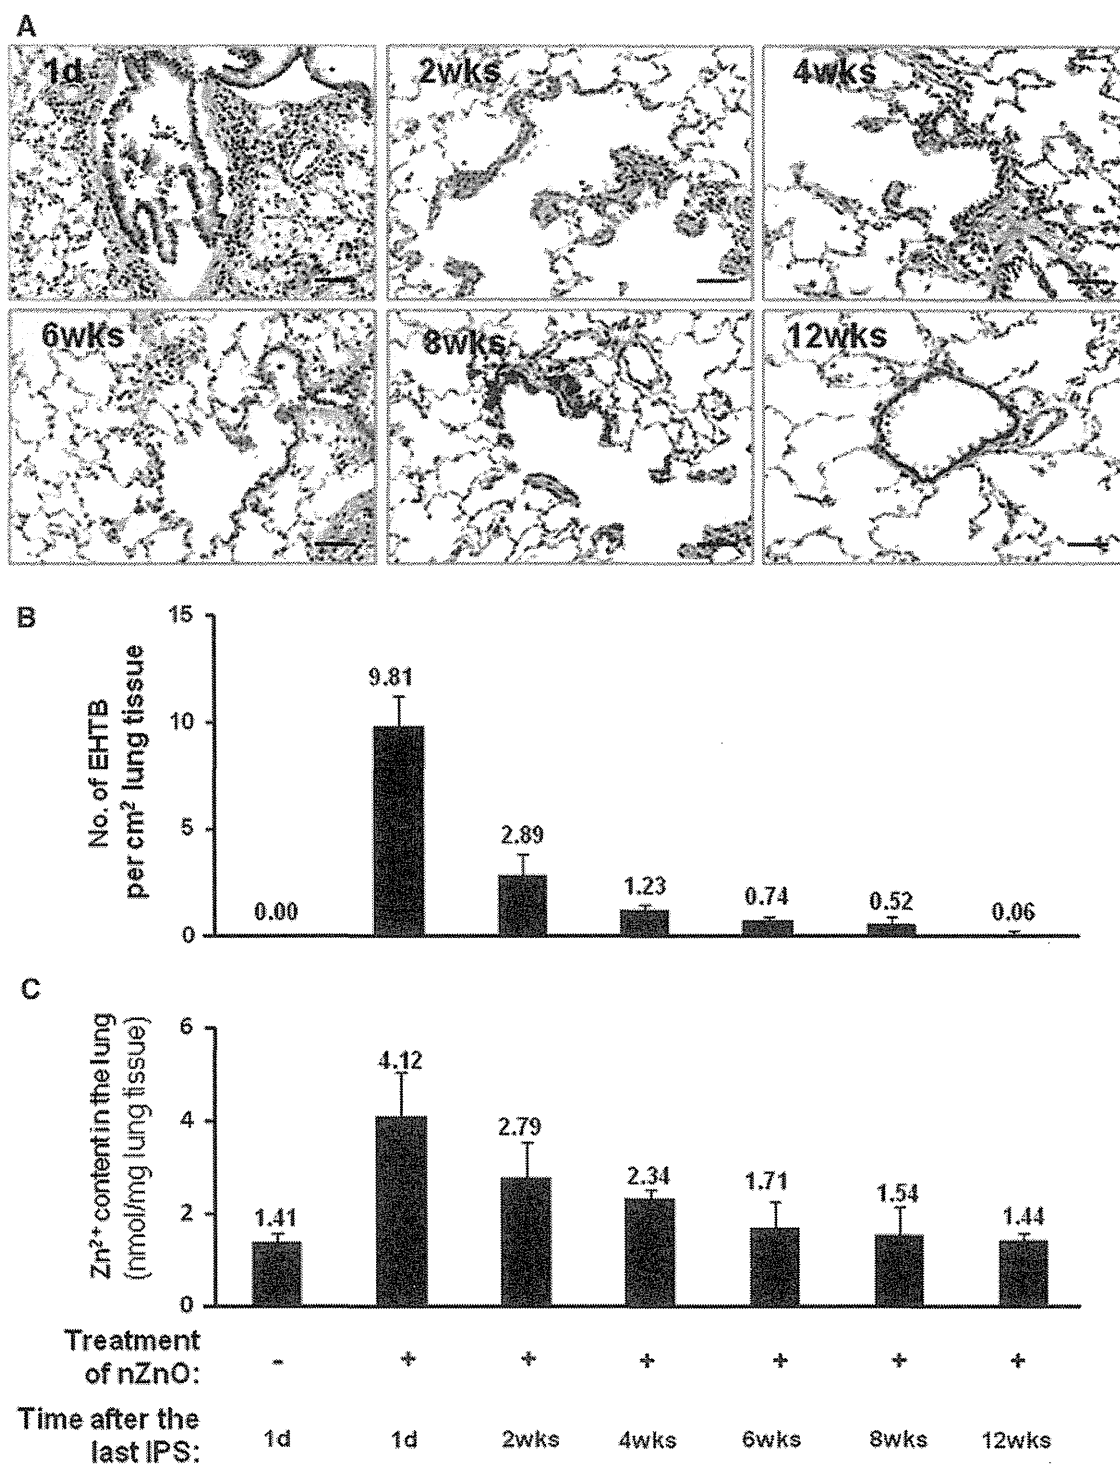 A
1d
2wks
4wks
6wks
8wks
12wks
B
No. of EHTB
per cm² lung tissue
15
10
5
0
0.00
9.81
2.89
1.23
0.74
0.52
0.06
C
Zn²⁺ content in the lung
(nmol/mg lung tissue)
6
4
2
0
1.41
4.12
2.79
2.34
1.71
1.54
1.44
Treatment
of nZnO:
- + + + + + +
Time after the
last IPS:
1d 1d 2wks 4wks 6wks 8wks 12wks